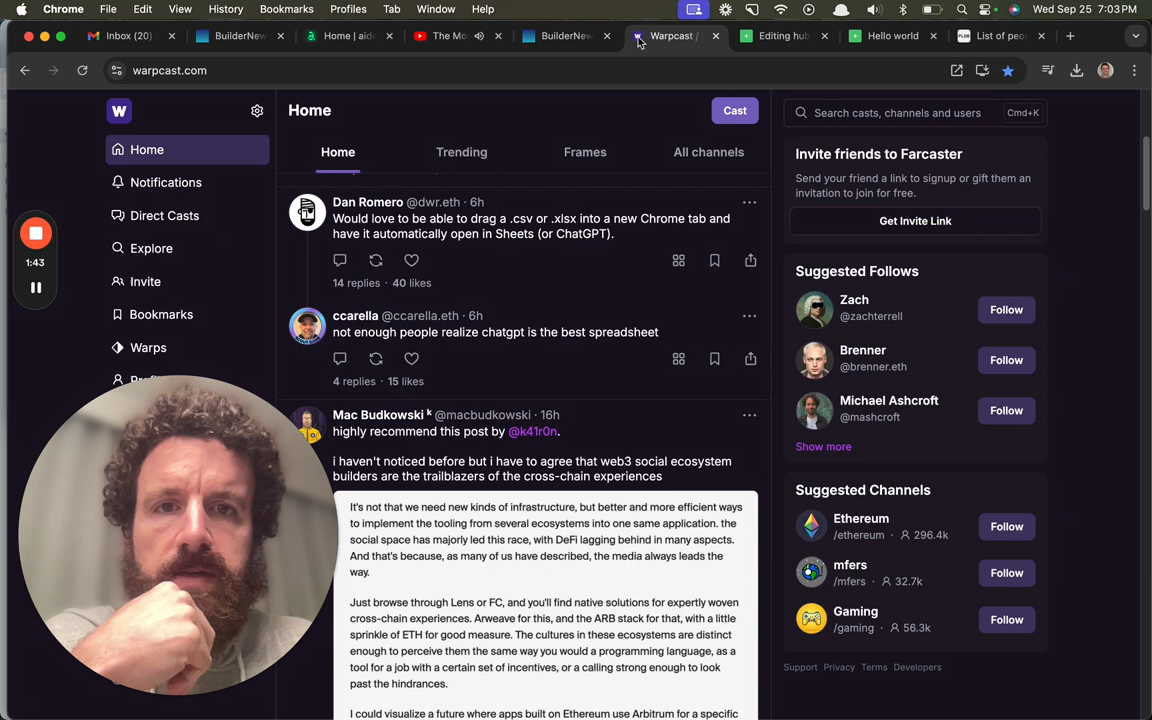 Chrome File Edit View History Bookmarks Profiles Tab Window Help Wed Sep 25 7:03 PM
Inbox (20) BuilderNew Home | aid The Mo BuilderNew Warpcast / Editing hub Hello world List of peo
warpcast.com
W
Home
Notifications
Direct Casts
Explore
Invite
Bookmarks
Warps
1:43
Home
Cast
Home Trending Frames All channels
Dan Romero @dwr.eth · 6h
Would love to be able to drag a .csv or .xlsx into a new Chrome tab and
have it automatically open in Sheets (or ChatGPT).
14 replies · 40 likes
ccarella @ccarella.eth · 6h
not enough people realize chatgpt is the best spreadsheet
4 replies · 15 likes
Mac Budkowski ᵏ @macbudkowski · 16h
highly recommend this post by @k41r0n.
i haven't noticed before but i have to agree that web3 social ecosystem
builders are the trailblazers of the cross-chain experiences
It's not that we need new kinds of infrastructure, but better and more efficient ways
to implement the tooling from several ecosystems into one same application. the
social space has majorly led this race, with DeFi lagging behind in many aspects.
And that's because, as many of us have described, the media always leads the
way.
Just browse through Lens or FC, and you'll find native solutions for expertly woven
cross-chain experiences. Arweave for this, and the ARB stack for that, with a little
sprinkle of ETH for good measure. The cultures in these ecosystems are distinct
enough to perceive them the same way you would a programming language, as a
tool for a job with a certain set of incentives, or a calling strong enough to look
past the hindrances.
I could visualize a future where apps built on Ethereum use Arbitrum for a specific
Search casts, channels and users Cmd+K
Invite friends to Farcaster
Send your friend a link to signup or gift them an
invitation to join for free.
Get Invite Link
Suggested Follows
Zach
@zachterrell
Follow
Brenner
@brenner.eth
Follow
Michael Ashcroft
@mashcroft
Follow
Show more
Suggested Channels
Ethereum
/ethereum · 296.4k
Follow
mfers
/mfers · 32.7k
Follow
Gaming
/gaming · 56.3k
Follow
Support Privacy Terms Developers